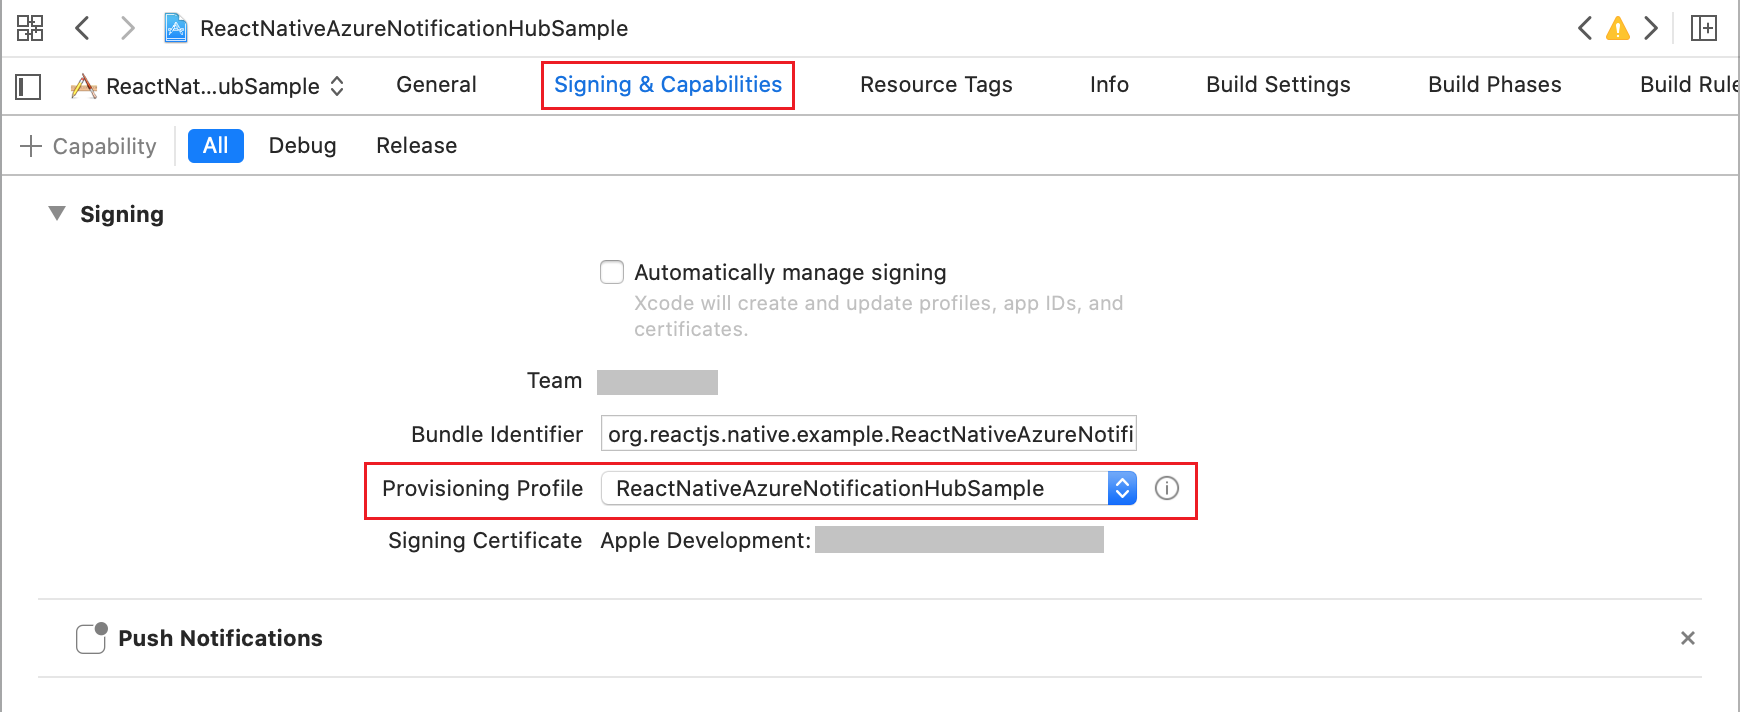 ReactNativeAzureNotificationHubSample
ReactNat...ubSample General Signing & Capabilities Resource Tags Info Build Settings Build Phases Build Rule
Capability All Debug Release
Signing
Automatically manage signing
Xcode will create and update profiles, app IDs, and
certificates.
Team
Bundle Identifier org.reactjs.native.example.ReactNativeAzureNotifi
Provisioning Profile ReactNativeAzureNotificationHubSample
Signing Certificate Apple Development:
Push Notifications